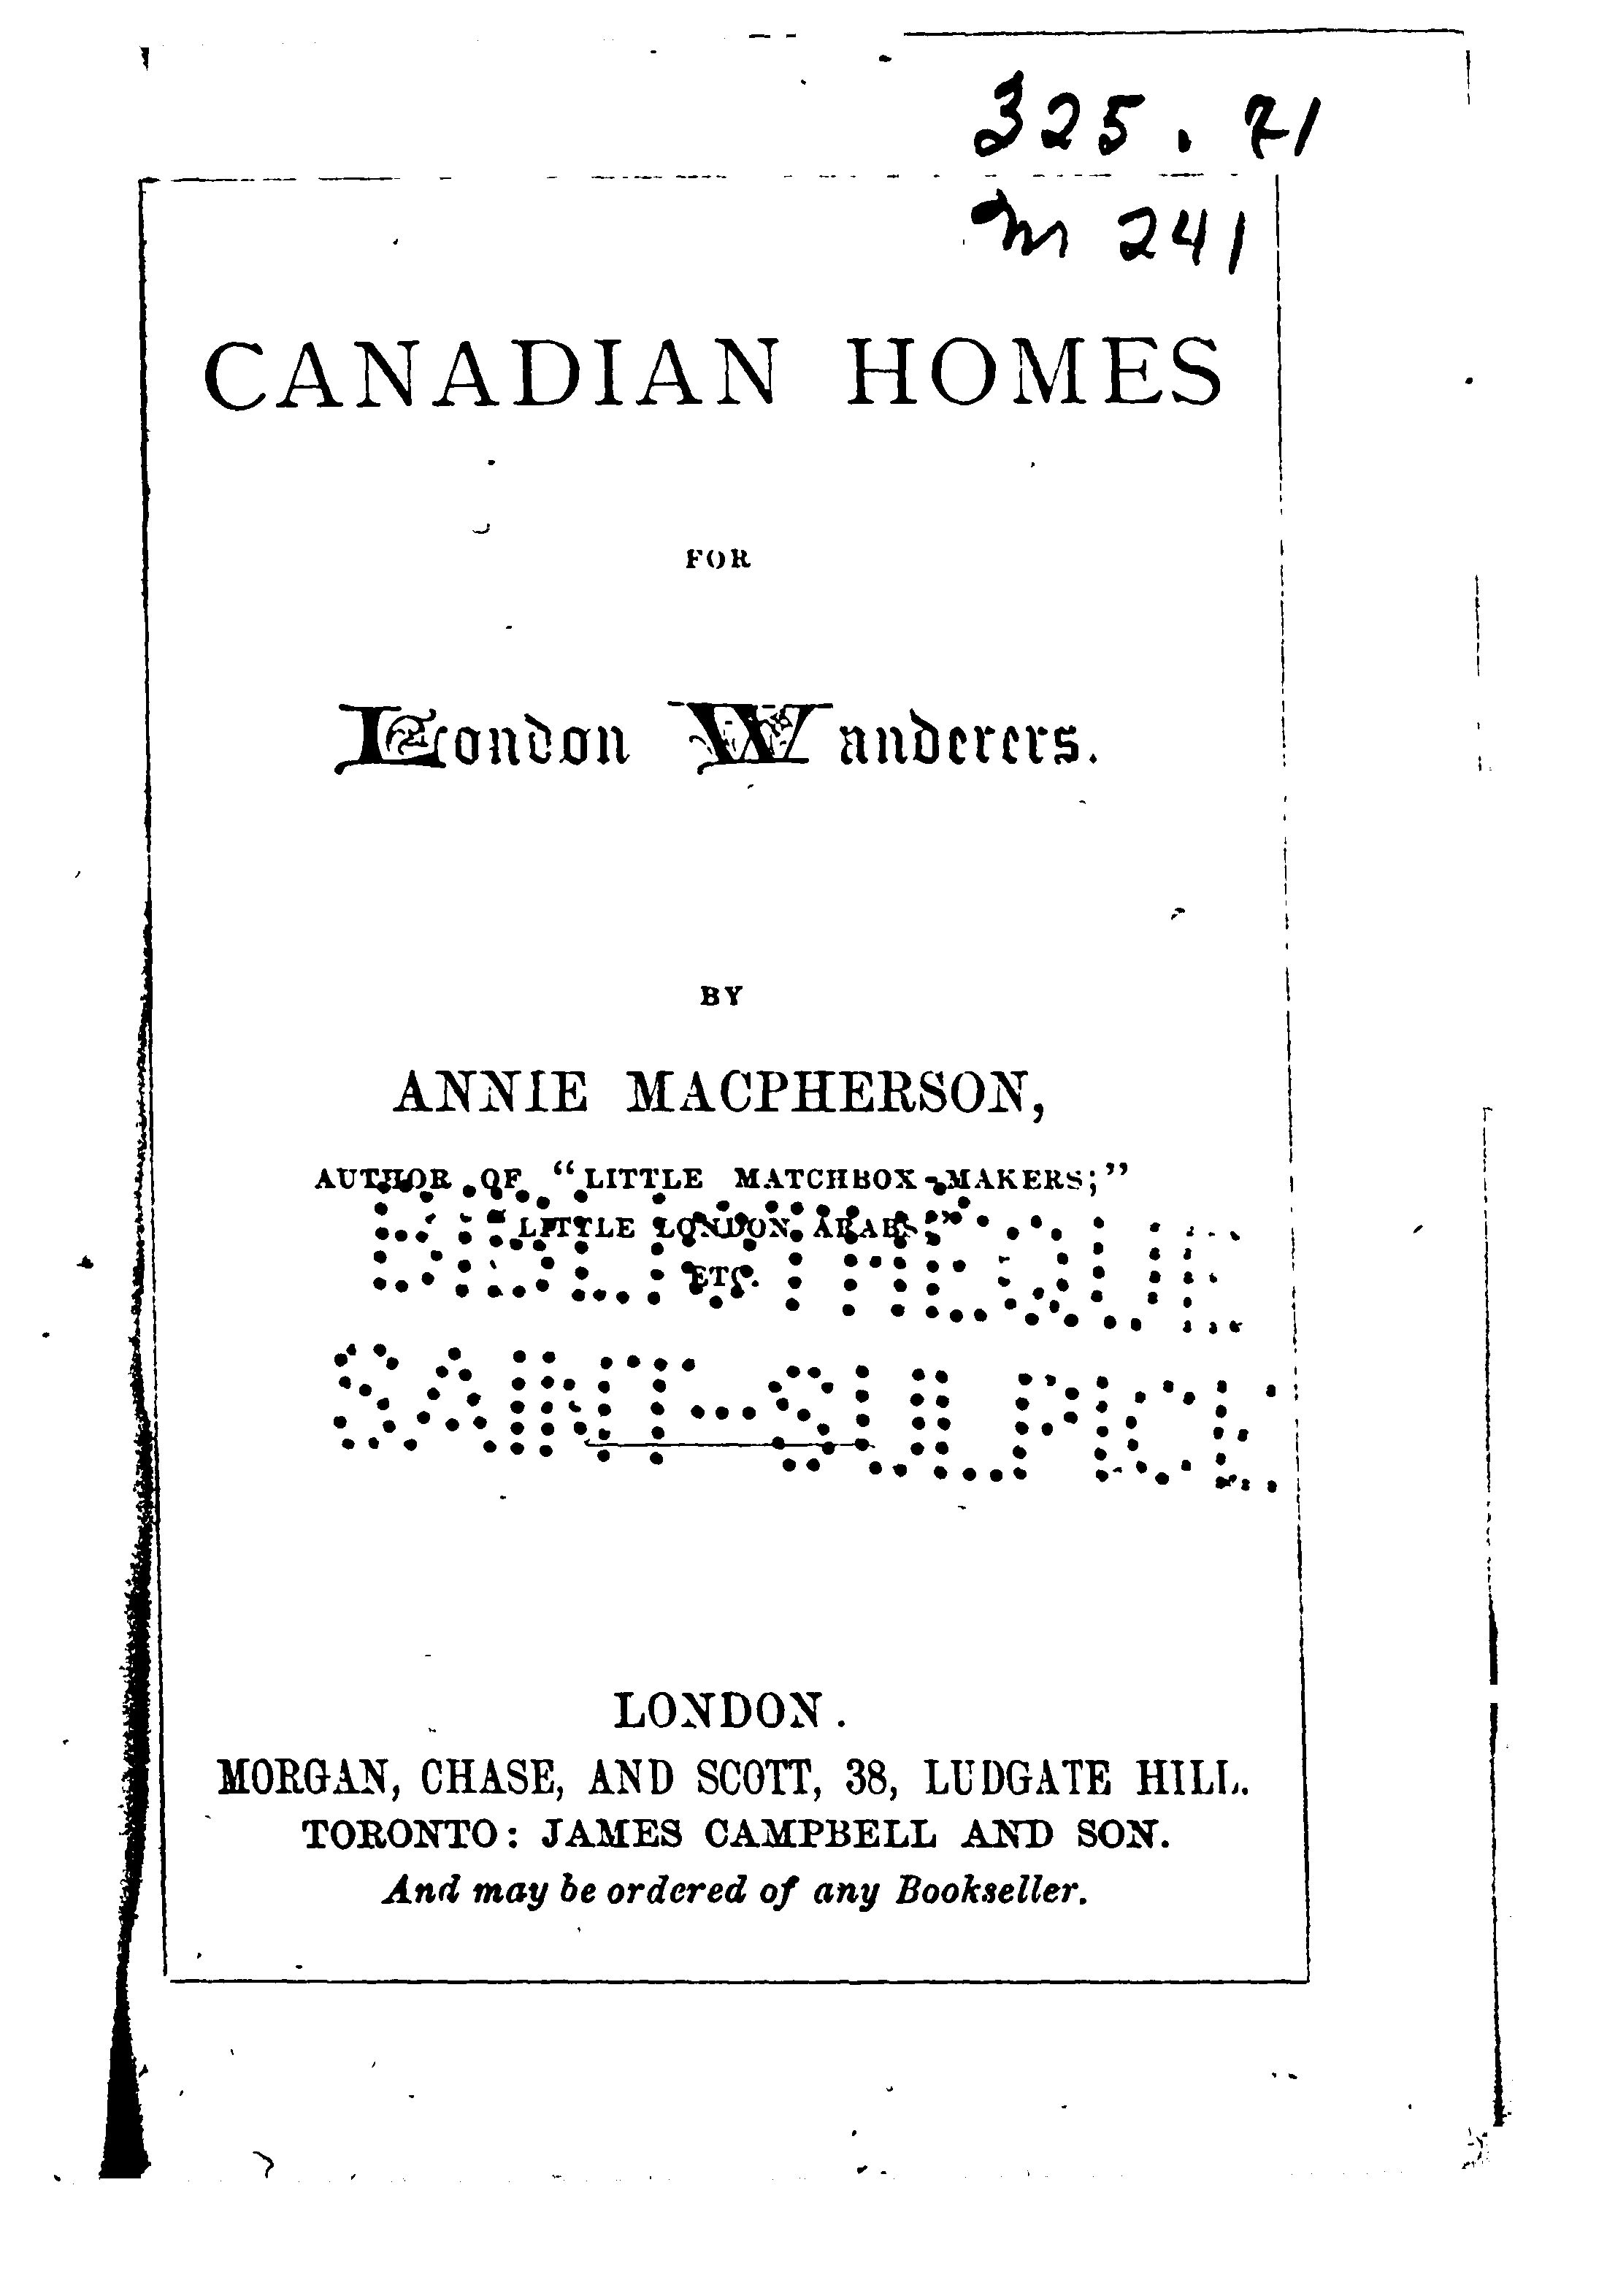 325.71
M 241
CANADIAN HOMES
FOR
London Wanderers.
BY
ANNIE MACPHERSON,
AUTHOR OF "LITTLE MATCHBOX-MAKERS;"
"LITTLE LONDON ARABS;"
ETC.
BIBLIOTHEQUE
SAINT-SULPICE
LONDON.
MORGAN, CHASE, AND SCOTT, 38, LUDGATE HILL.
TORONTO: JAMES CAMPBELL AND SON.
And may be ordered of any Bookseller.